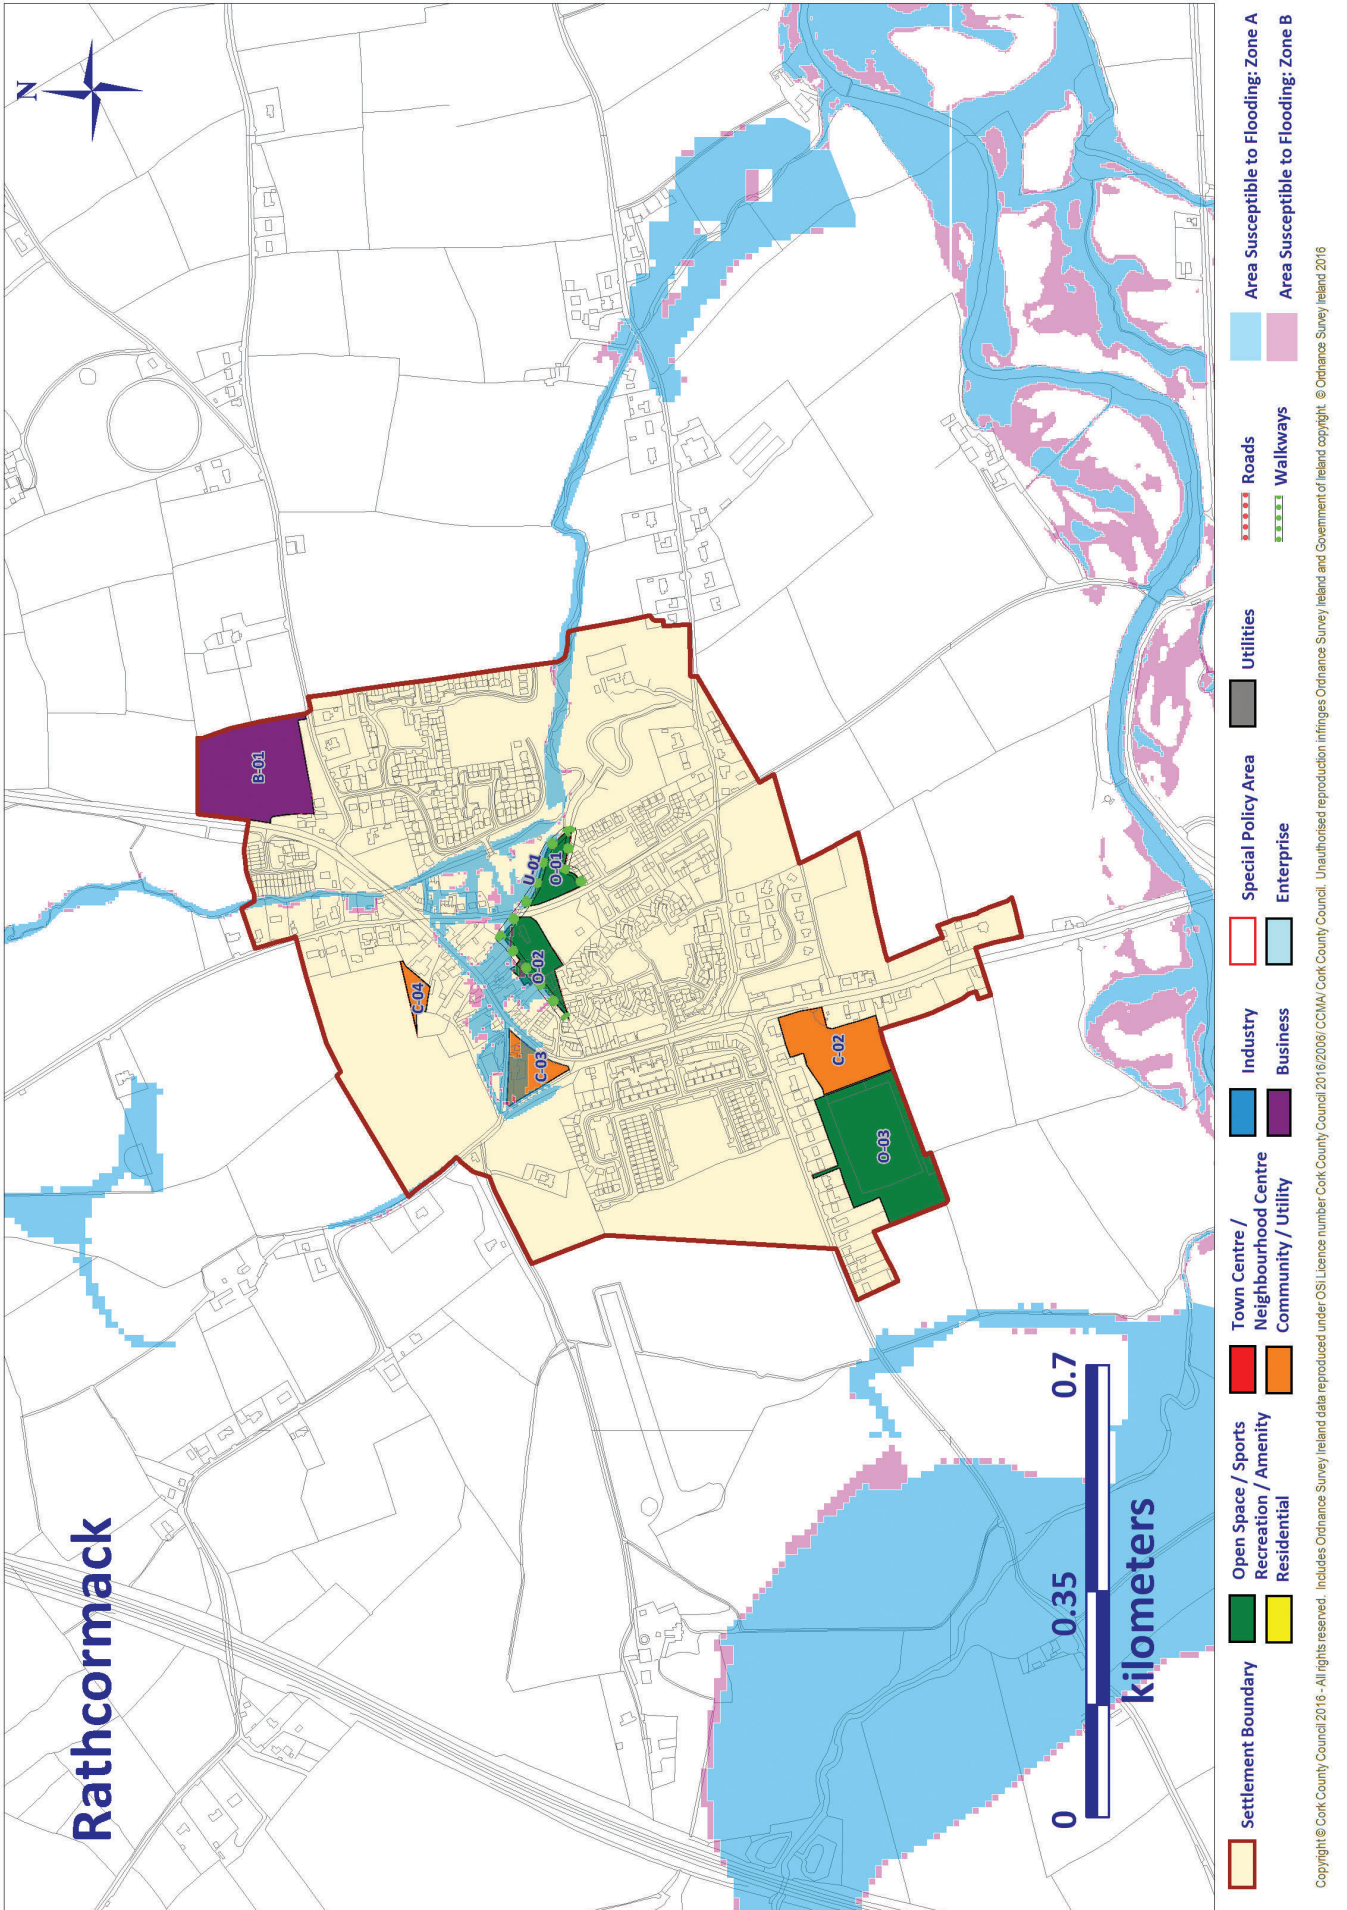 Rathcormack
N
B-01
C-04
U-01
O-01
O-02
C-03
C-02
O-03
0 0.35 0.7
kilometers
Settlement Boundary
Open Space / Sports
Recreation / Amenity
Residential
Town Centre /
Neighbourhood Centre
Community / Utility
Industry
Business
Special Policy Area
Enterprise
Utilities
Roads
Walkways
Area Susceptible to Flooding: Zone A
Area Susceptible to Flooding: Zone B
Copyright © Cork County Council 2016 - All rights reserved. Includes Ordnance Survey Ireland data reproduced under OSi Licence number Cork County Council 2016/2006/ CCMA/ Cork County Council. Unauthorised reproduction infringes Ordnance Survey Ireland and Government of Ireland copyright. © Ordnance Survey Ireland 2016